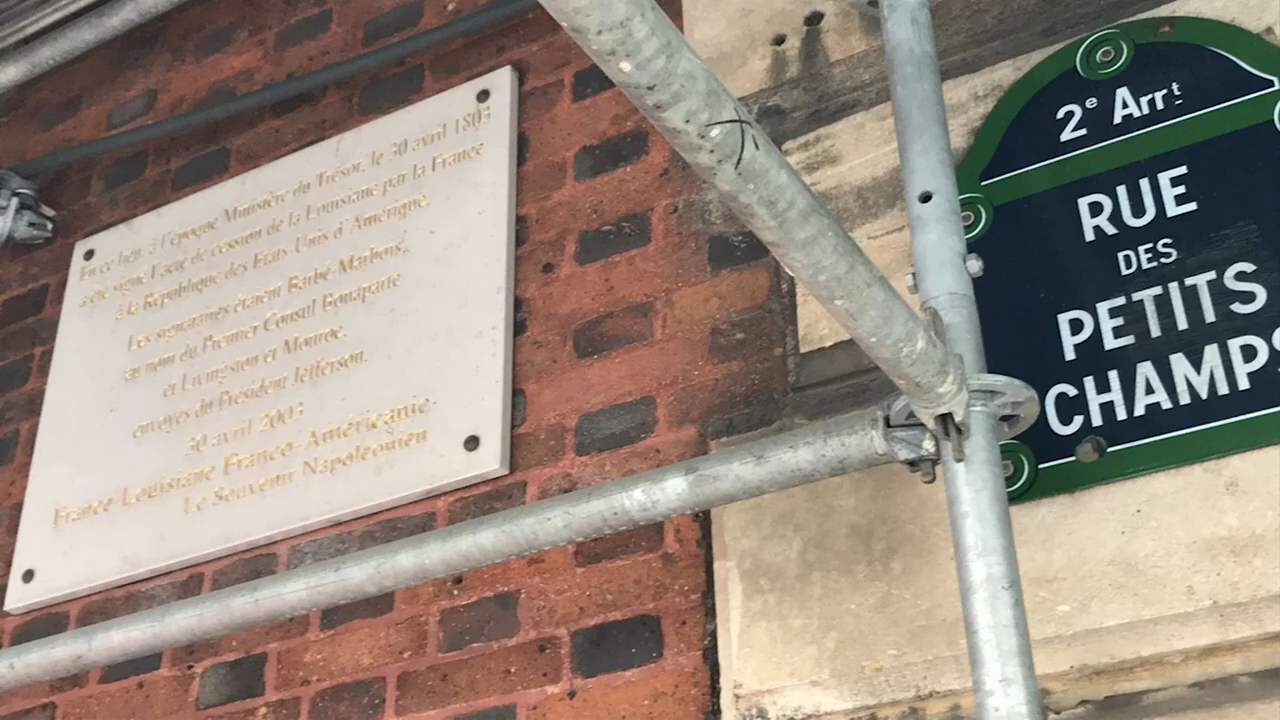 En ce lieu, à l'époque Ministère du Trésor, le 30 avril 1803
a été signé l'acte de cession de la Louisiane par la France
à la République des Etats Unis d'Amérique.
Les signataires étaient Barbé-Marbois,
au nom du Premier Consul Bonaparte
et Livingston et Monroe,
envoyés du Président Jefferson.
30 avril 2003
France-Louisiane Franco-Américanie
Le Souvenir Napoléonien
2e Arrt
RUE
DES
PETITS
CHAMPS